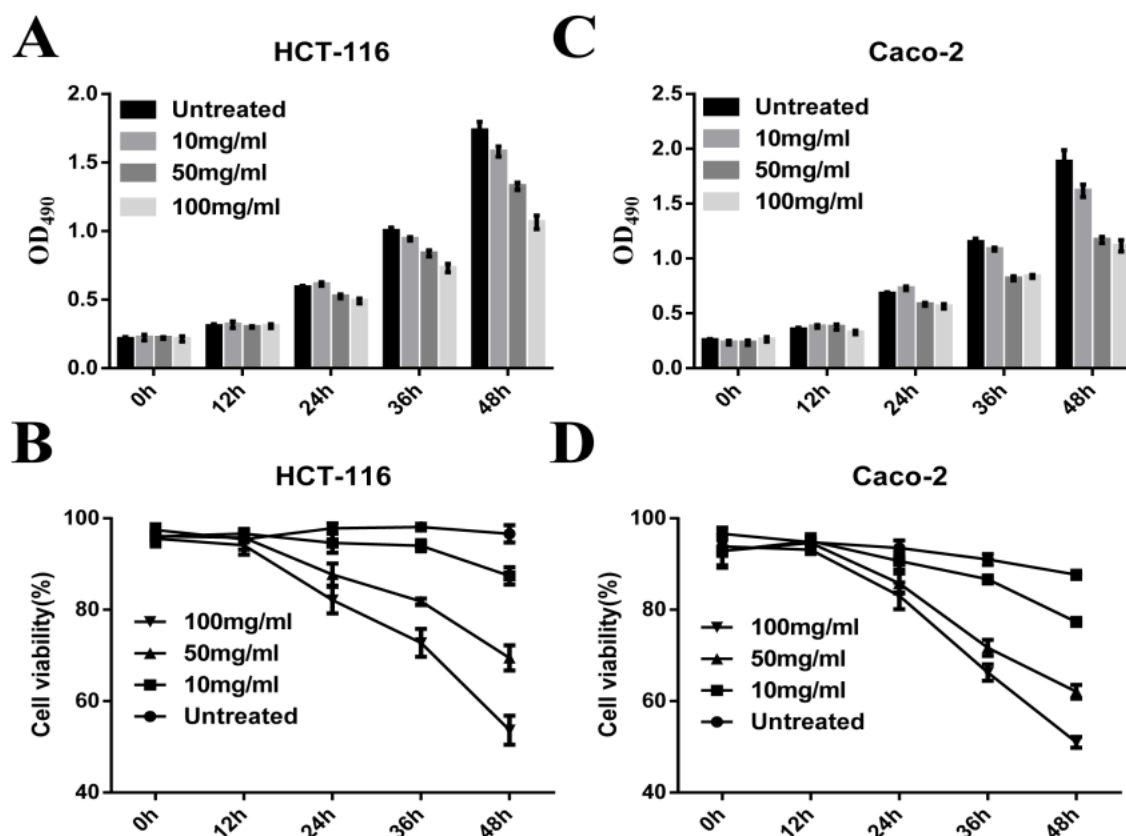 A
HCT-116
OD490
2.0
1.5
1.0
0.5
0.0
Untreated
10mg/ml
50mg/ml
100mg/ml
0h
12h
24h
36h
48h
C
Caco-2
OD490
2.5
2.0
1.5
1.0
0.5
0.0
Untreated
10mg/ml
50mg/ml
100mg/ml
0h
12h
24h
36h
48h
B
HCT-116
Cell viability(%)
100
80
60
40
100mg/ml
50mg/ml
10mg/ml
Untreated
0h
12h
24h
36h
48h
D
Caco-2
Cell viability(%)
100
80
60
40
100mg/ml
50mg/ml
10mg/ml
Untreated
0h
12h
24h
36h
48h